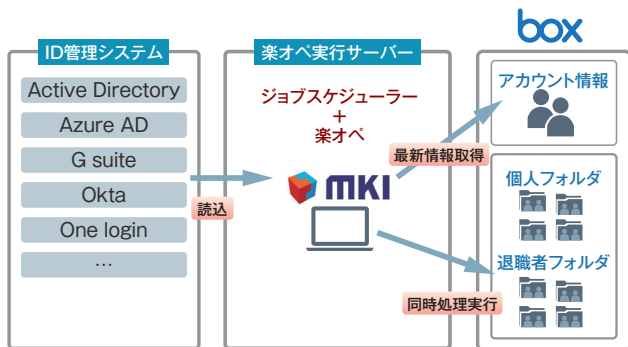 ID管理システム
Active Directory
Azure AD
G suite
Okta
One login
…
読込
楽オペ実行サーバー
ジョブスケジューラー
+
楽オペ
MKI
最新情報取得
同時処理実行
box
アカウント情報
個人フォルダ
退職者フォルダ